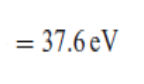 = 37.6 eV